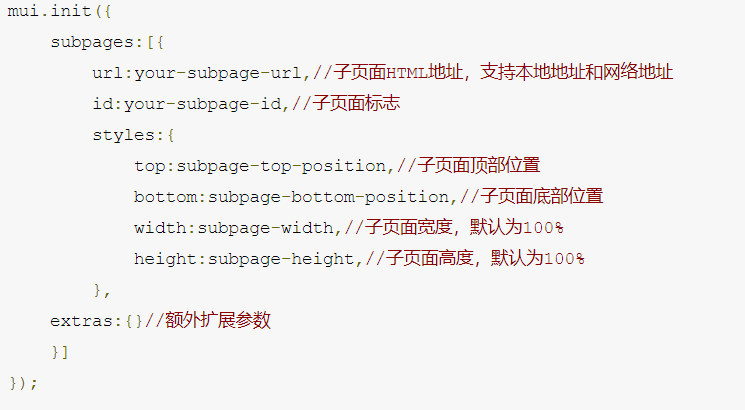 mui.init({
    subpages:[{
        url:your-subpage-url,//子页面HTML地址，支持本地地址和网络地址
        id:your-subpage-id,//子页面标志
        styles:{
            top:subpage-top-position,//子页面顶部位置
            bottom:subpage-bottom-position,//子页面底部位置
            width:subpage-width,//子页面宽度，默认为100%
            height:subpage-height,//子页面高度，默认为100%
        },
    extras:{}//额外扩展参数
    }]
});